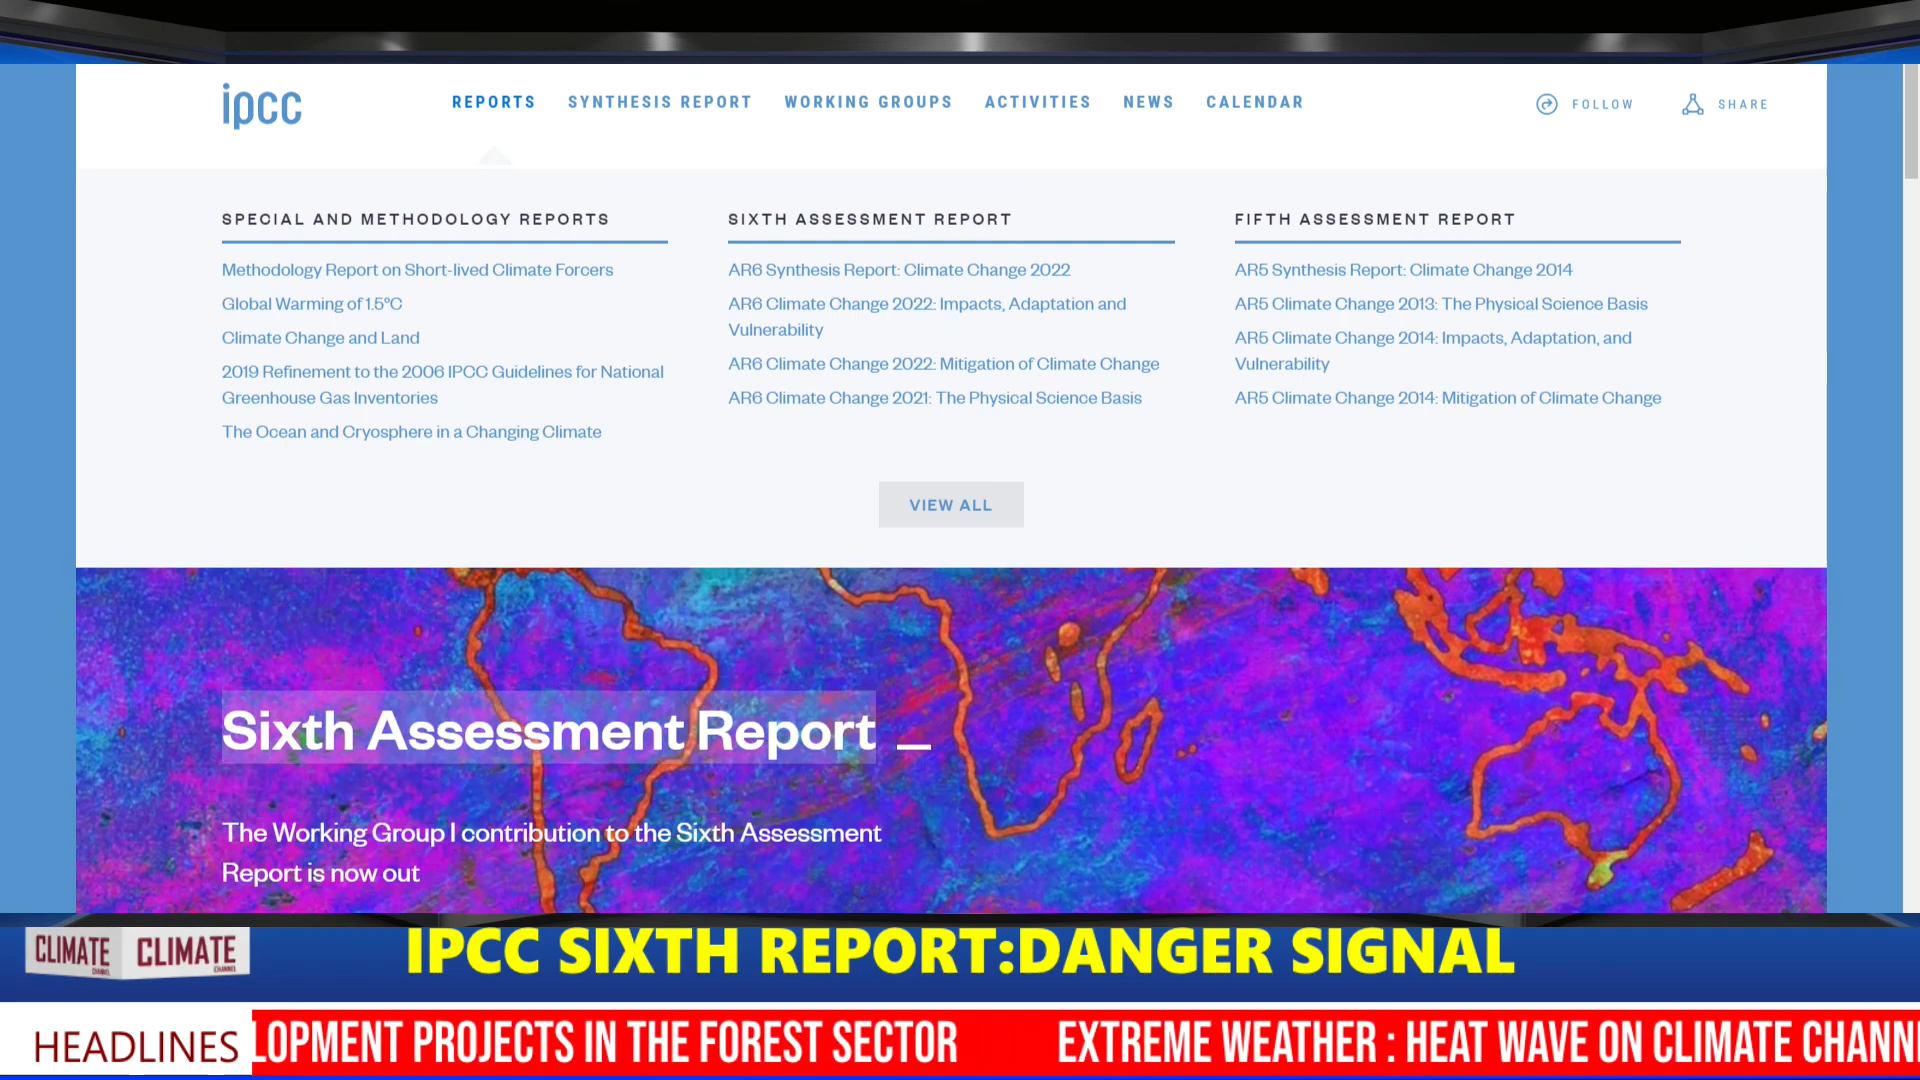 ipcc
REPORTS SYNTHESIS REPORT WORKING GROUPS ACTIVITIES NEWS CALENDAR
FOLLOW SHARE
SPECIAL AND METHODOLOGY REPORTS
Methodology Report on Short-lived Climate Forcers
Global Warming of 1.5°C
Climate Change and Land
2019 Refinement to the 2006 IPCC Guidelines for National
Greenhouse Gas Inventories
The Ocean and Cryosphere in a Changing Climate
SIXTH ASSESSMENT REPORT
AR6 Synthesis Report: Climate Change 2022
AR6 Climate Change 2022: Impacts, Adaptation and
Vulnerability
AR6 Climate Change 2022: Mitigation of Climate Change
AR6 Climate Change 2021: The Physical Science Basis
FIFTH ASSESSMENT REPORT
AR5 Synthesis Report: Climate Change 2014
AR5 Climate Change 2013: The Physical Science Basis
AR5 Climate Change 2014: Impacts, Adaptation, and
Vulnerability
AR5 Climate Change 2014: Mitigation of Climate Change
VIEW ALL
Sixth Assessment Report
The Working Group I contribution to the Sixth Assessment
Report is now out
CLIMATE CLIMATE
CHANNEL CHANNEL
IPCC SIXTH REPORT:DANGER SIGNAL
HEADLINES
LOPMENT PROJECTS IN THE FOREST SECTOR EXTREME WEATHER : HEAT WAVE ON CLIMATE CHANN